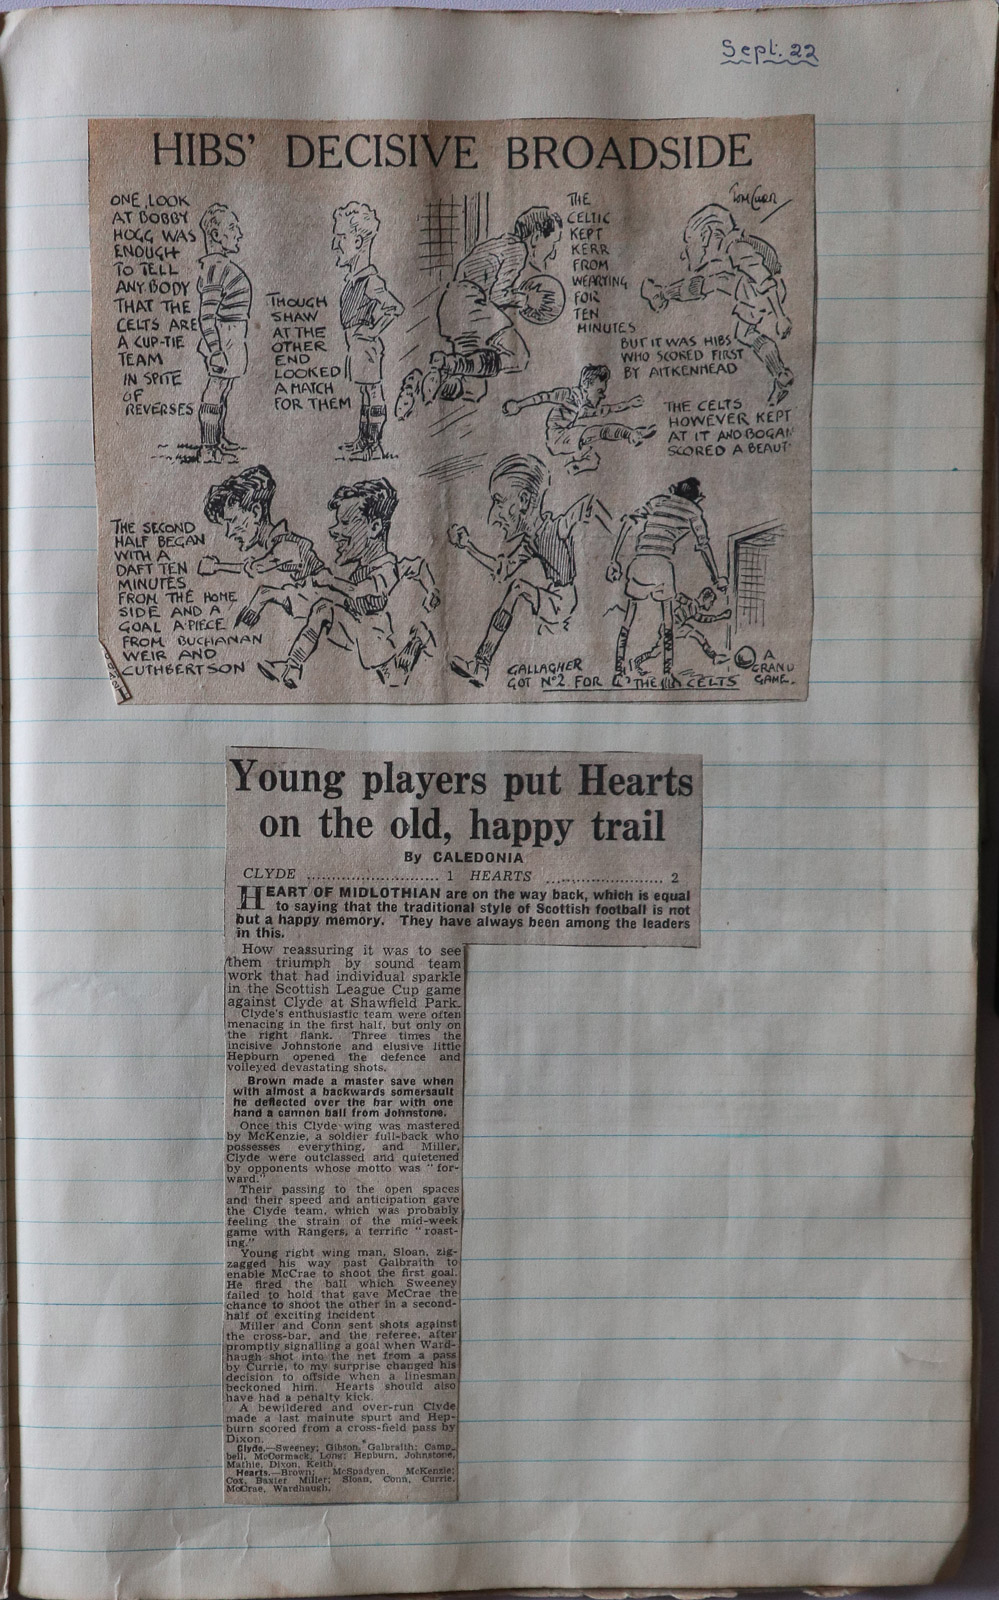 Sept. 22
HIBS' DECISIVE BROADSIDE
ONE LOOK
AT BOBBY
HOGG WAS
ENOUGH
TO TELL
ANYBODY
THAT THE
CELTS ARE
A CUP-TIE
TEAM
IN SPITE
OF
REVERSES
THOUGH
SHAW
AT THE
OTHER
END
LOOKED
A MATCH
FOR THEM
THE
CELTIC
KEPT
KERR
FROM
WEARYING
FOR
TEN
MINUTES
Tom Curr
BUT IT WAS HIBS
WHO SCORED FIRST
BY AITKENHEAD
THE CELTS
HOWEVER KEPT
AT IT AND BOGAN
SCORED A BEAUT
THE SECOND
HALF BEGAN
WITH A
DAFT TEN
MINUTES
FROM THE HOME
SIDE AND A
GOAL A'PIECE
FROM BUCHANAN
WEIR AND
CUTHBERTSON
GALLAGHER
GOT Nº2 FOR THE CELTS
A
GRAND
GAME.
Young players put Hearts
on the old, happy trail
By CALEDONIA
CLYDE .......................... 1 HEARTS .......................... 2
HEART OF MIDLOTHIAN are on the way back, which is equal
to saying that the traditional style of Scottish football is not
but a happy memory. They have always been among the leaders
in this.
How reassuring it was to see
them triumph by sound team
work that had individual sparkle
in the Scottish League Cup game
against Clyde at Shawfield Park.
Clyde's enthusiastic team were often
menacing in the first half, but only on
the right flank. Three times the
incisive Johnstone and elusive little
Hepburn opened the defence and
volleyed devastating shots.
Brown made a master save when
with almost a backwards somersault
he deflected over the bar with one
hand a cannon ball from Johnstone.
Once this Clyde wing was mastered
by McKenzie, a soldier full-back who
possesses everything, and Miller,
Clyde were outclassed and quietened
by opponents whose motto was "for-
ward."
Their passing to the open spaces
and their speed and anticipation gave
the Clyde team, which was probably
feeling the strain of the mid-week
game with Rangers, a terrific "roast-
ing."
Young right wing man, Sloan, zig-
zagged his way past Galbraith to
enable McCrae to shoot the first goal.
He fired the ball which Sweeney
failed to hold that gave McCrae the
chance to shoot the other in a second-
half of exciting incident
Miller and Conn sent shots against
the cross-bar, and the referee, after
promptly signalling a goal when Ward-
haugh shot into the net from a pass
by Currie, to my surprise changed his
decision to offside when a linesman
beckoned him. Hearts should also
have had a penalty kick.
A bewildered and over-run Clyde
made a last mainute spurt and Hep-
burn scored from a cross-field pass by
Dixon.
Clyde.—Sweeney; Gibson, Galbraith; Camp-
bell, McCormack, Long; Hepburn, Johnstone,
Mathie, Dixon, Keith.
Hearts.—Brown; McSpadyen, McKenzie;
Cox, Baxter Miller; Sloan, Conn, Currie,
McCrae, Wardhaugh.